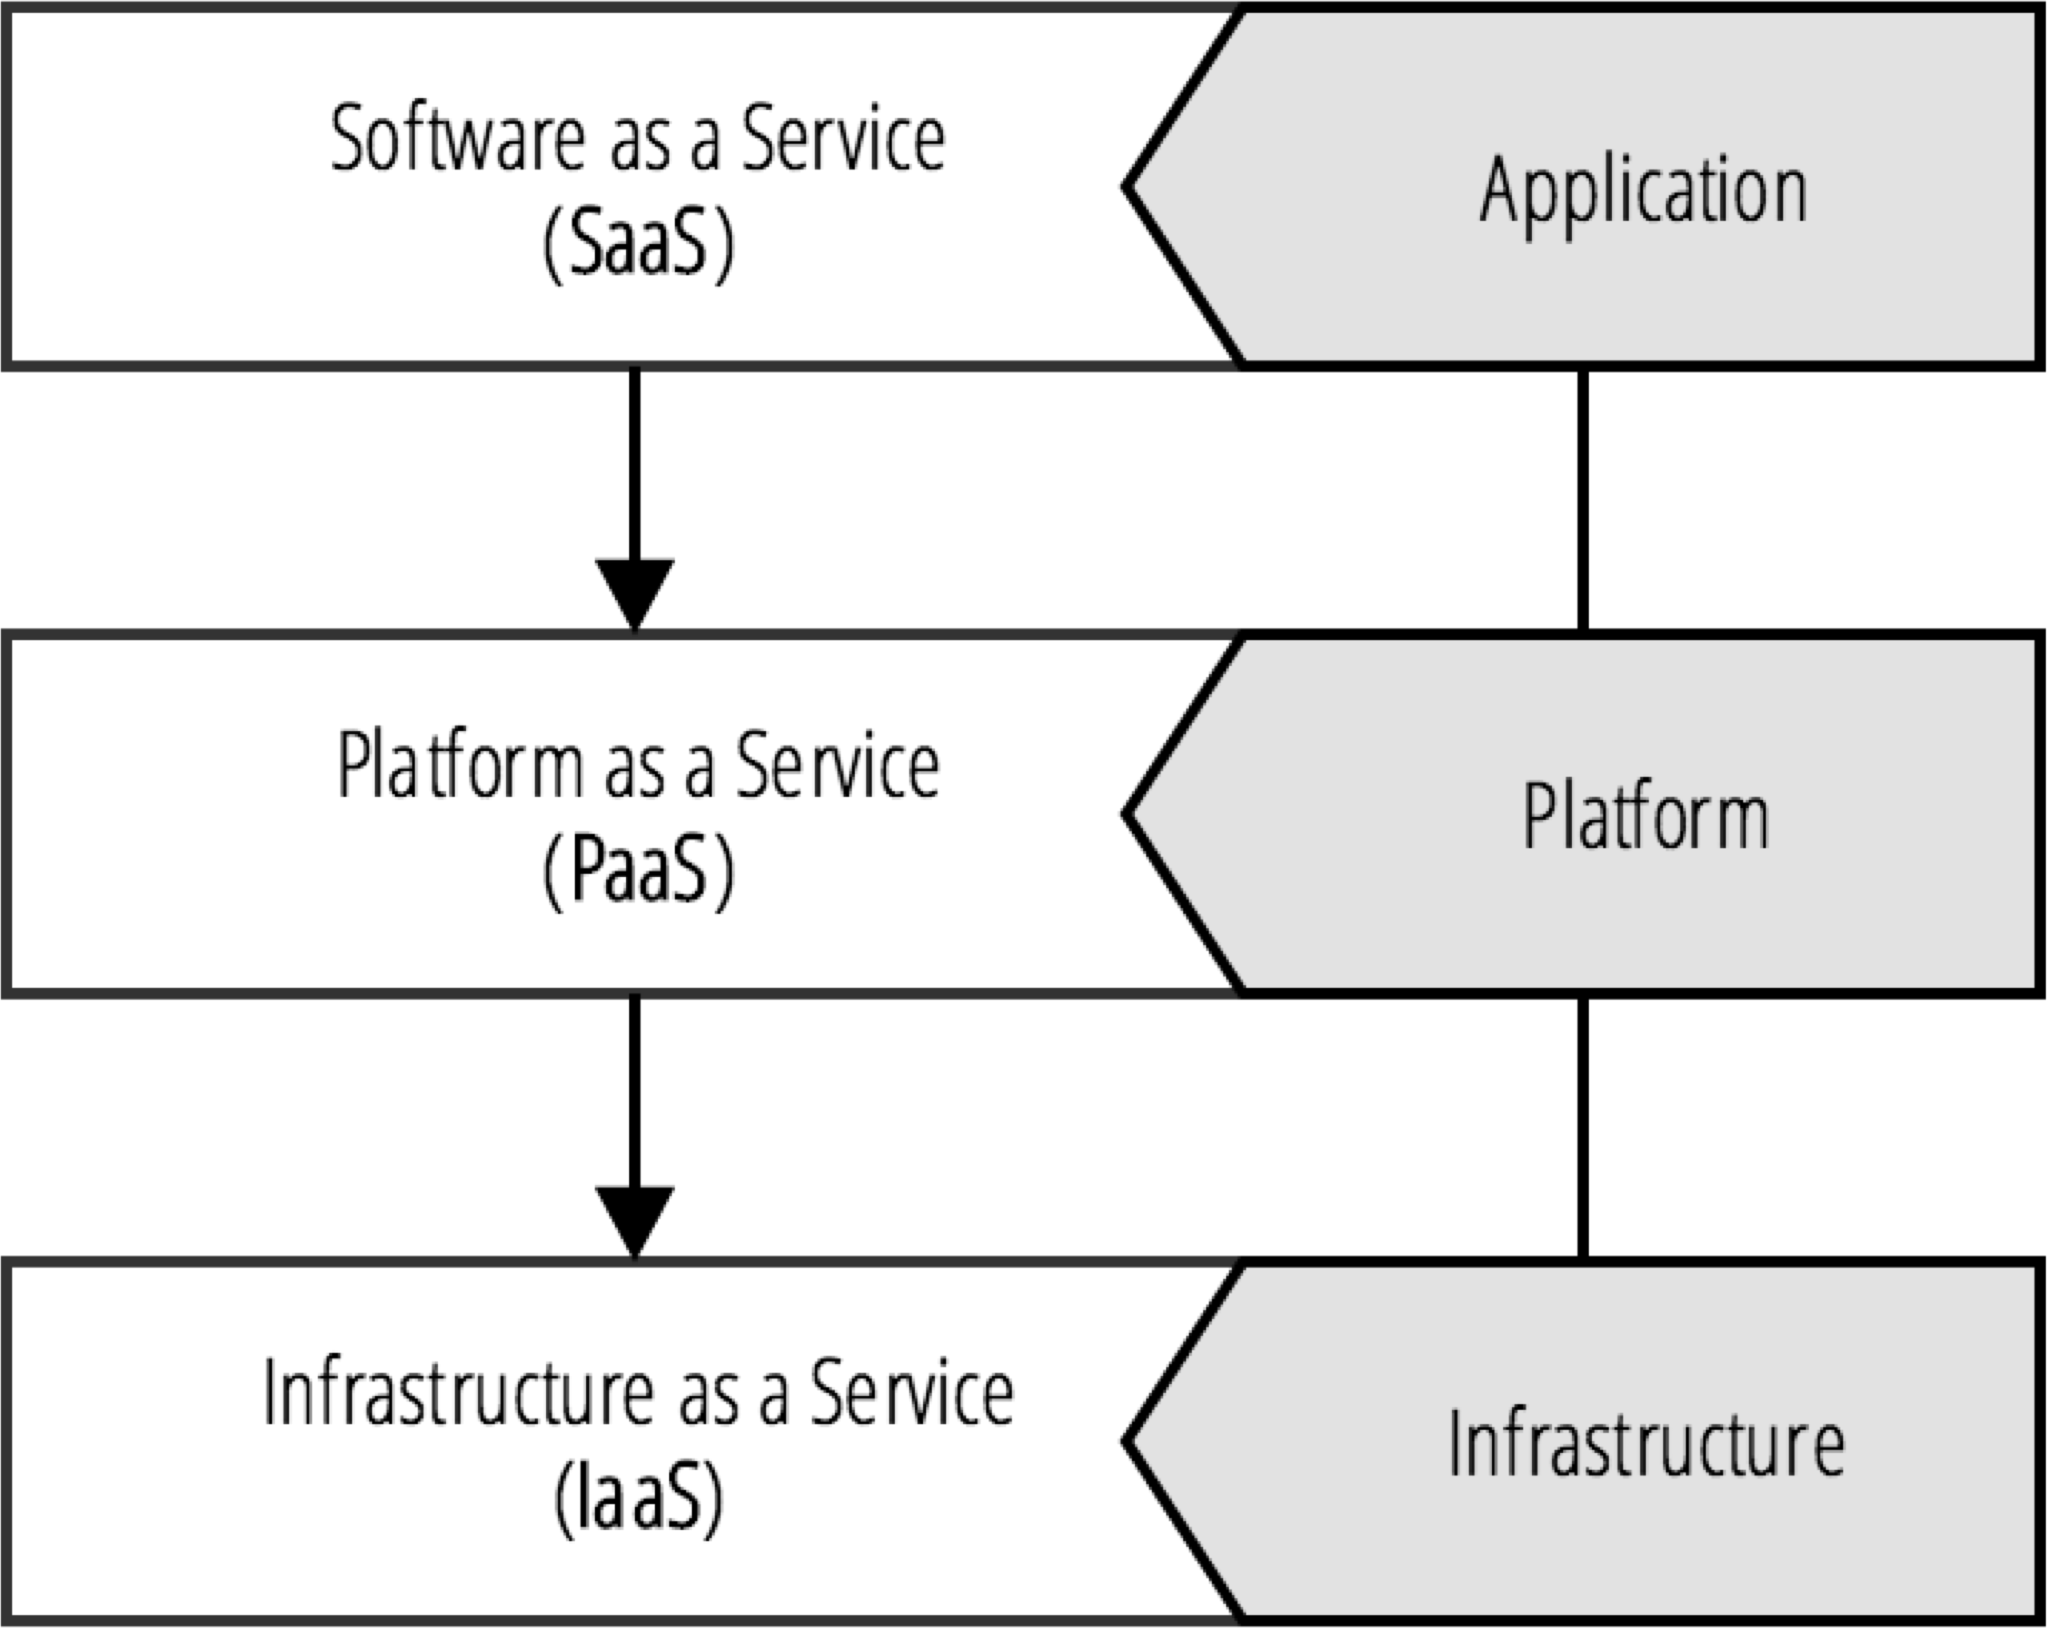 Software as a Service
(SaaS)
Application
Platform as a Service
(PaaS)
Platform
Infrastructure as a Service
(IaaS)
Infrastructure